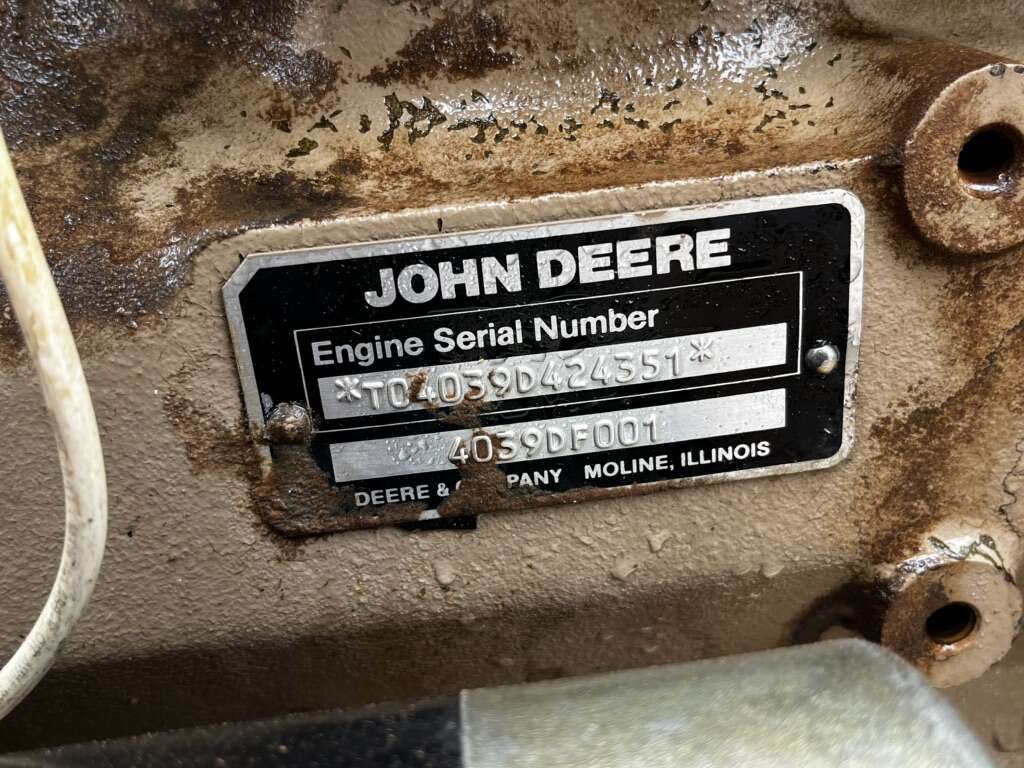 JOHN DEERE
Engine Serial Number
*T04039D424351*
4039DF001
DEERE & PANY MOLINE, ILLINOIS